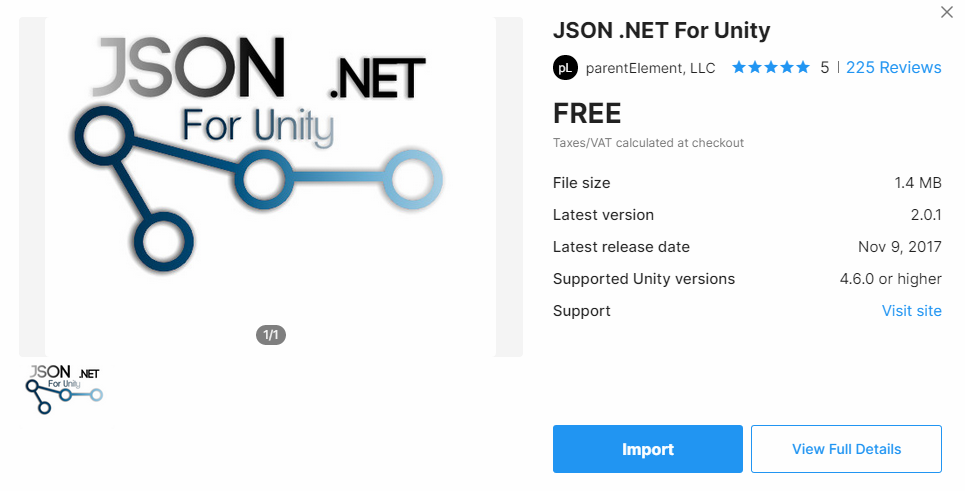 JSON .NET
For Unity
1/1
JSON .NET
For Unity
JSON .NET For Unity
pL parentElement, LLC 5 | 225 Reviews
FREE
Taxes/VAT calculated at checkout
File size 1.4 MB
Latest version 2.0.1
Latest release date Nov 9, 2017
Supported Unity versions 4.6.0 or higher
Support Visit site
Import View Full Details